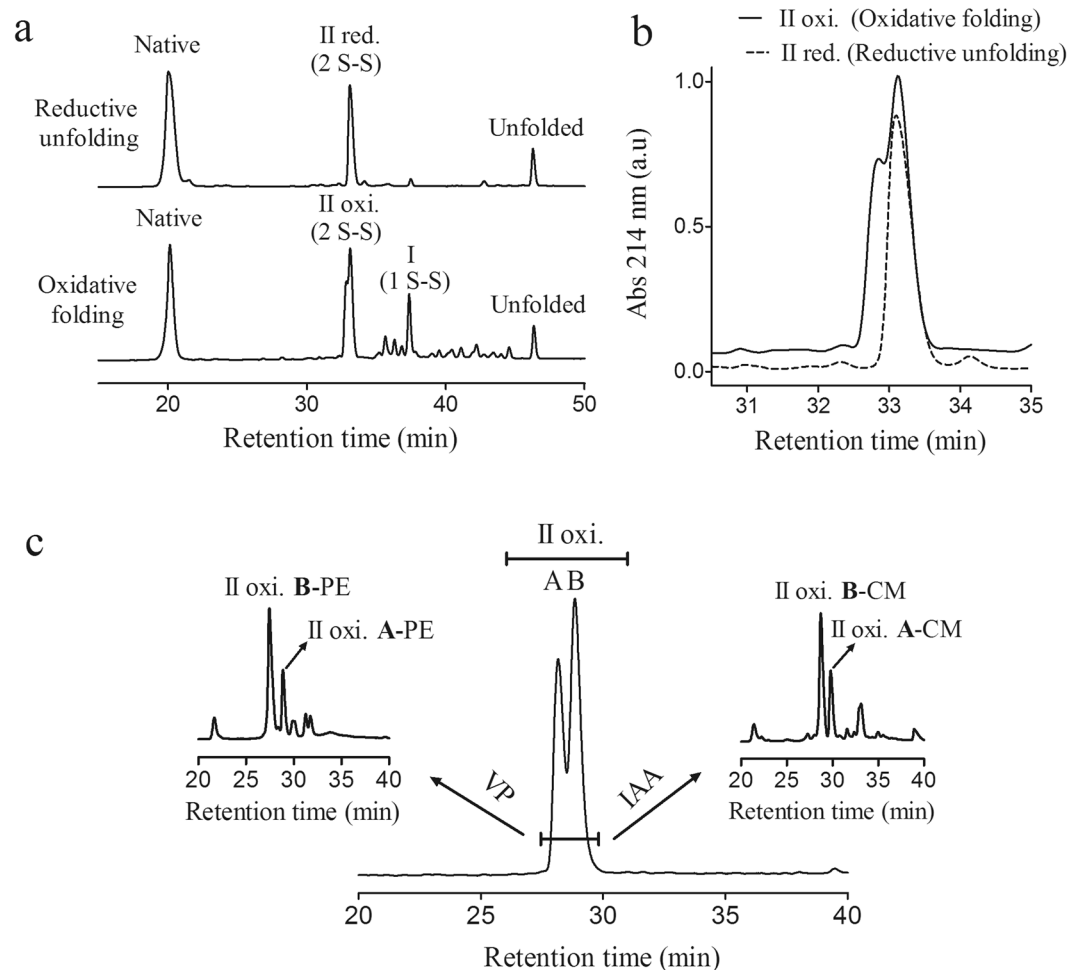 a
Native
II red.
(2 S-S)
Reductive
unfolding
Unfolded
Native
II oxi.
(2 S-S)
I
(1 S-S)
Oxidative
folding
Unfolded
20
30
40
50
Retention time (min)
b
II oxi. (Oxidative folding)
II red. (Reductive unfolding)
1.0
0.5
0.0
Abs 214 nm (a.u)
31
32
33
34
35
Retention time (min)
c
II oxi.
A B
II oxi. B-PE
II oxi. A-PE
20
25
30
35
40
Retention time (min)
VP
IAA
II oxi. B-CM
II oxi. A-CM
20
25
30
35
40
Retention time (min)
20
25
30
35
40
Retention time (min)